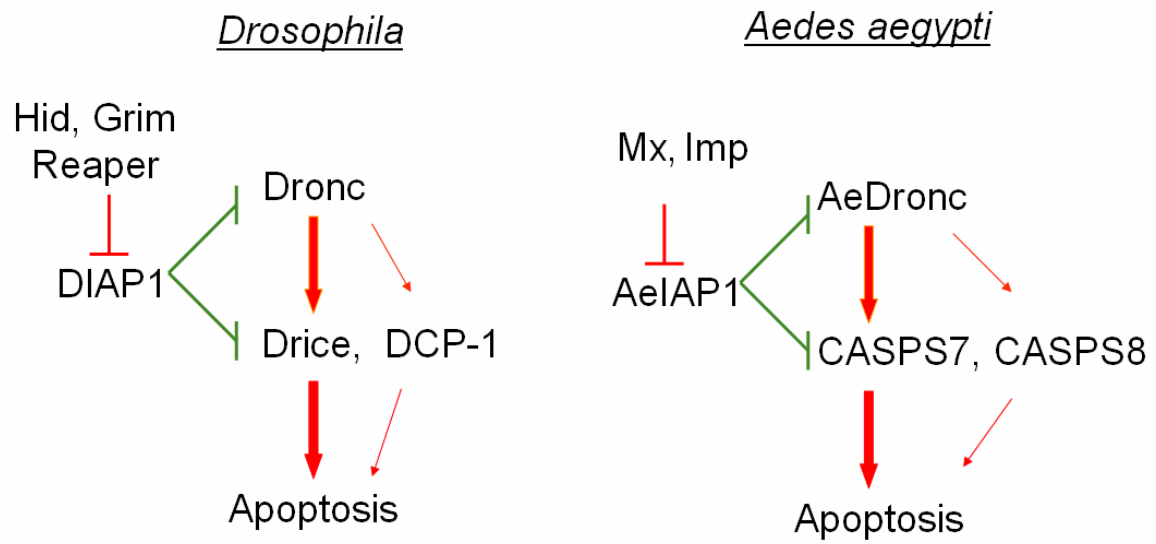 Drosophila
Hid, Grim
Reaper
Dronc
DIAP1
Drice, DCP-1
Apoptosis
Aedes aegypti
Mx, Imp
AeDronc
AeIAP1
CASPS7, CASPS8
Apoptosis